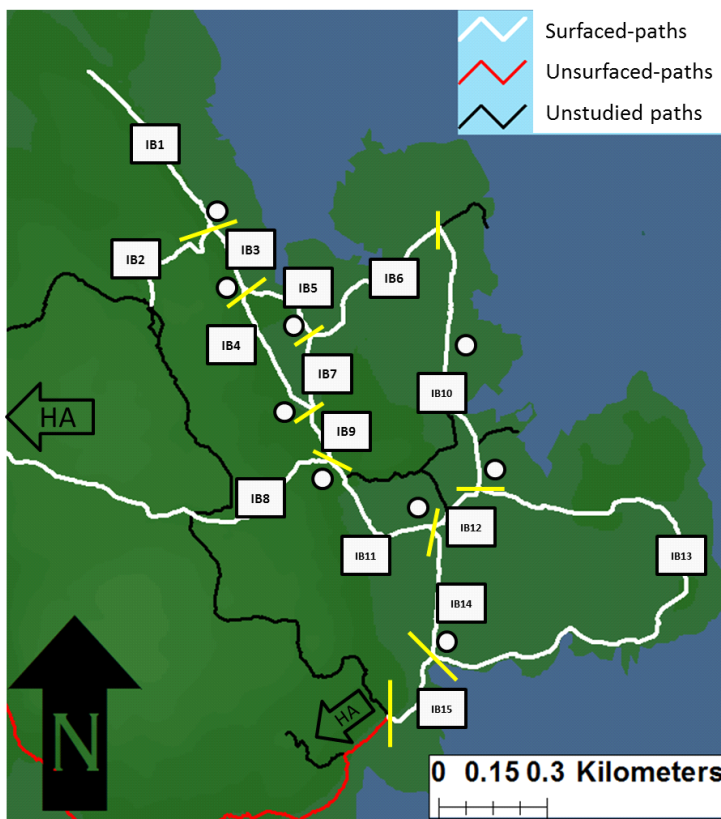 Surfaced-paths
Unsurfaced-paths
Unstudied paths
IB1
IB2
IB3
IB6
IB5
IB4
IB7
IB10
HA
IB9
IB8
IB12
IB11
IB13
IB14
HA
IB15
N
0 0.15 0.3 Kilometers